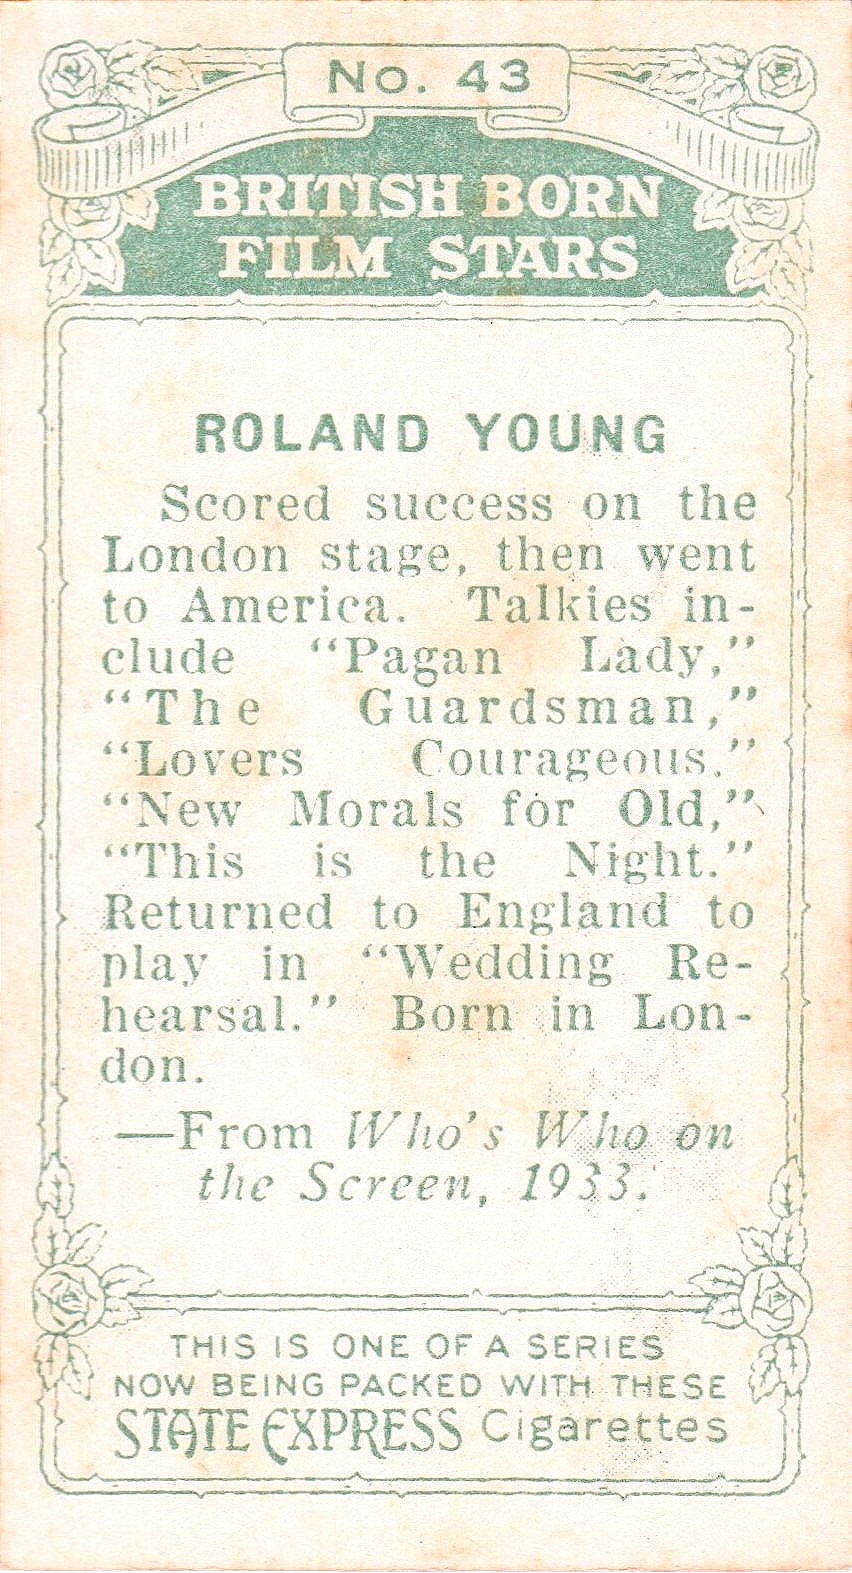 No. 43
BRITISH BORN
FILM STARS
ROLAND YOUNG
Scored success on the
London stage, then went
to America. Talkies in-
clude "Pagan Lady,"
"The Guardsman,"
"Lovers Courageous."
"New Morals for Old,"
"This is the Night."
Returned to England to
play in "Wedding Re-
hearsal." Born in Lon-
don.
—From Who's Who on
the Screen, 1933.
THIS IS ONE OF A SERIES
NOW BEING PACKED WITH THESE
STATE EXPRESS Cigarettes